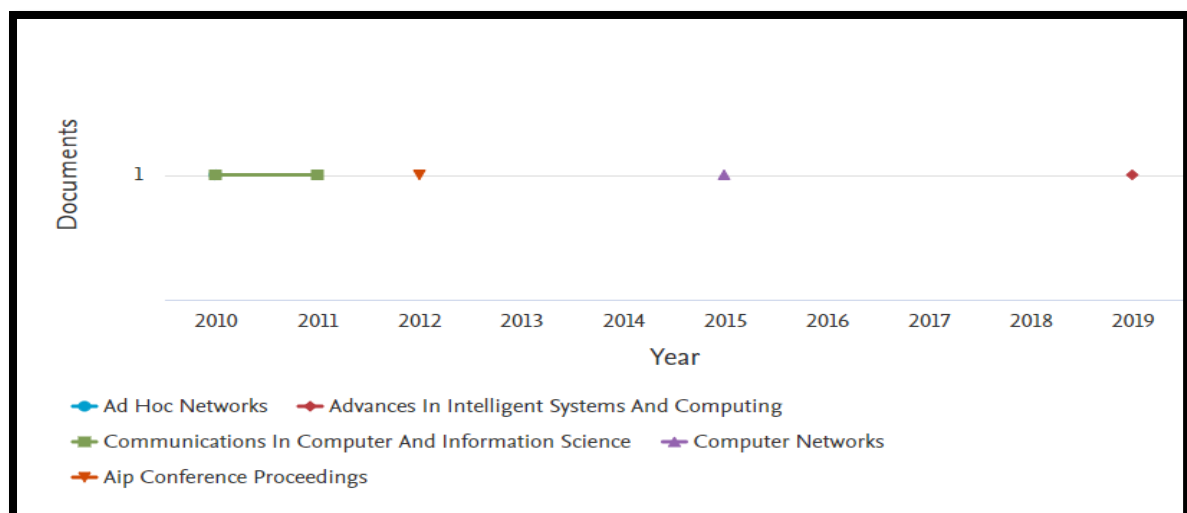 Documents
1
2010 2011 2012 2013 2014 2015 2016 2017 2018 2019
Year
Ad Hoc Networks Advances In Intelligent Systems And Computing
Communications In Computer And Information Science Computer Networks
Aip Conference Proceedings